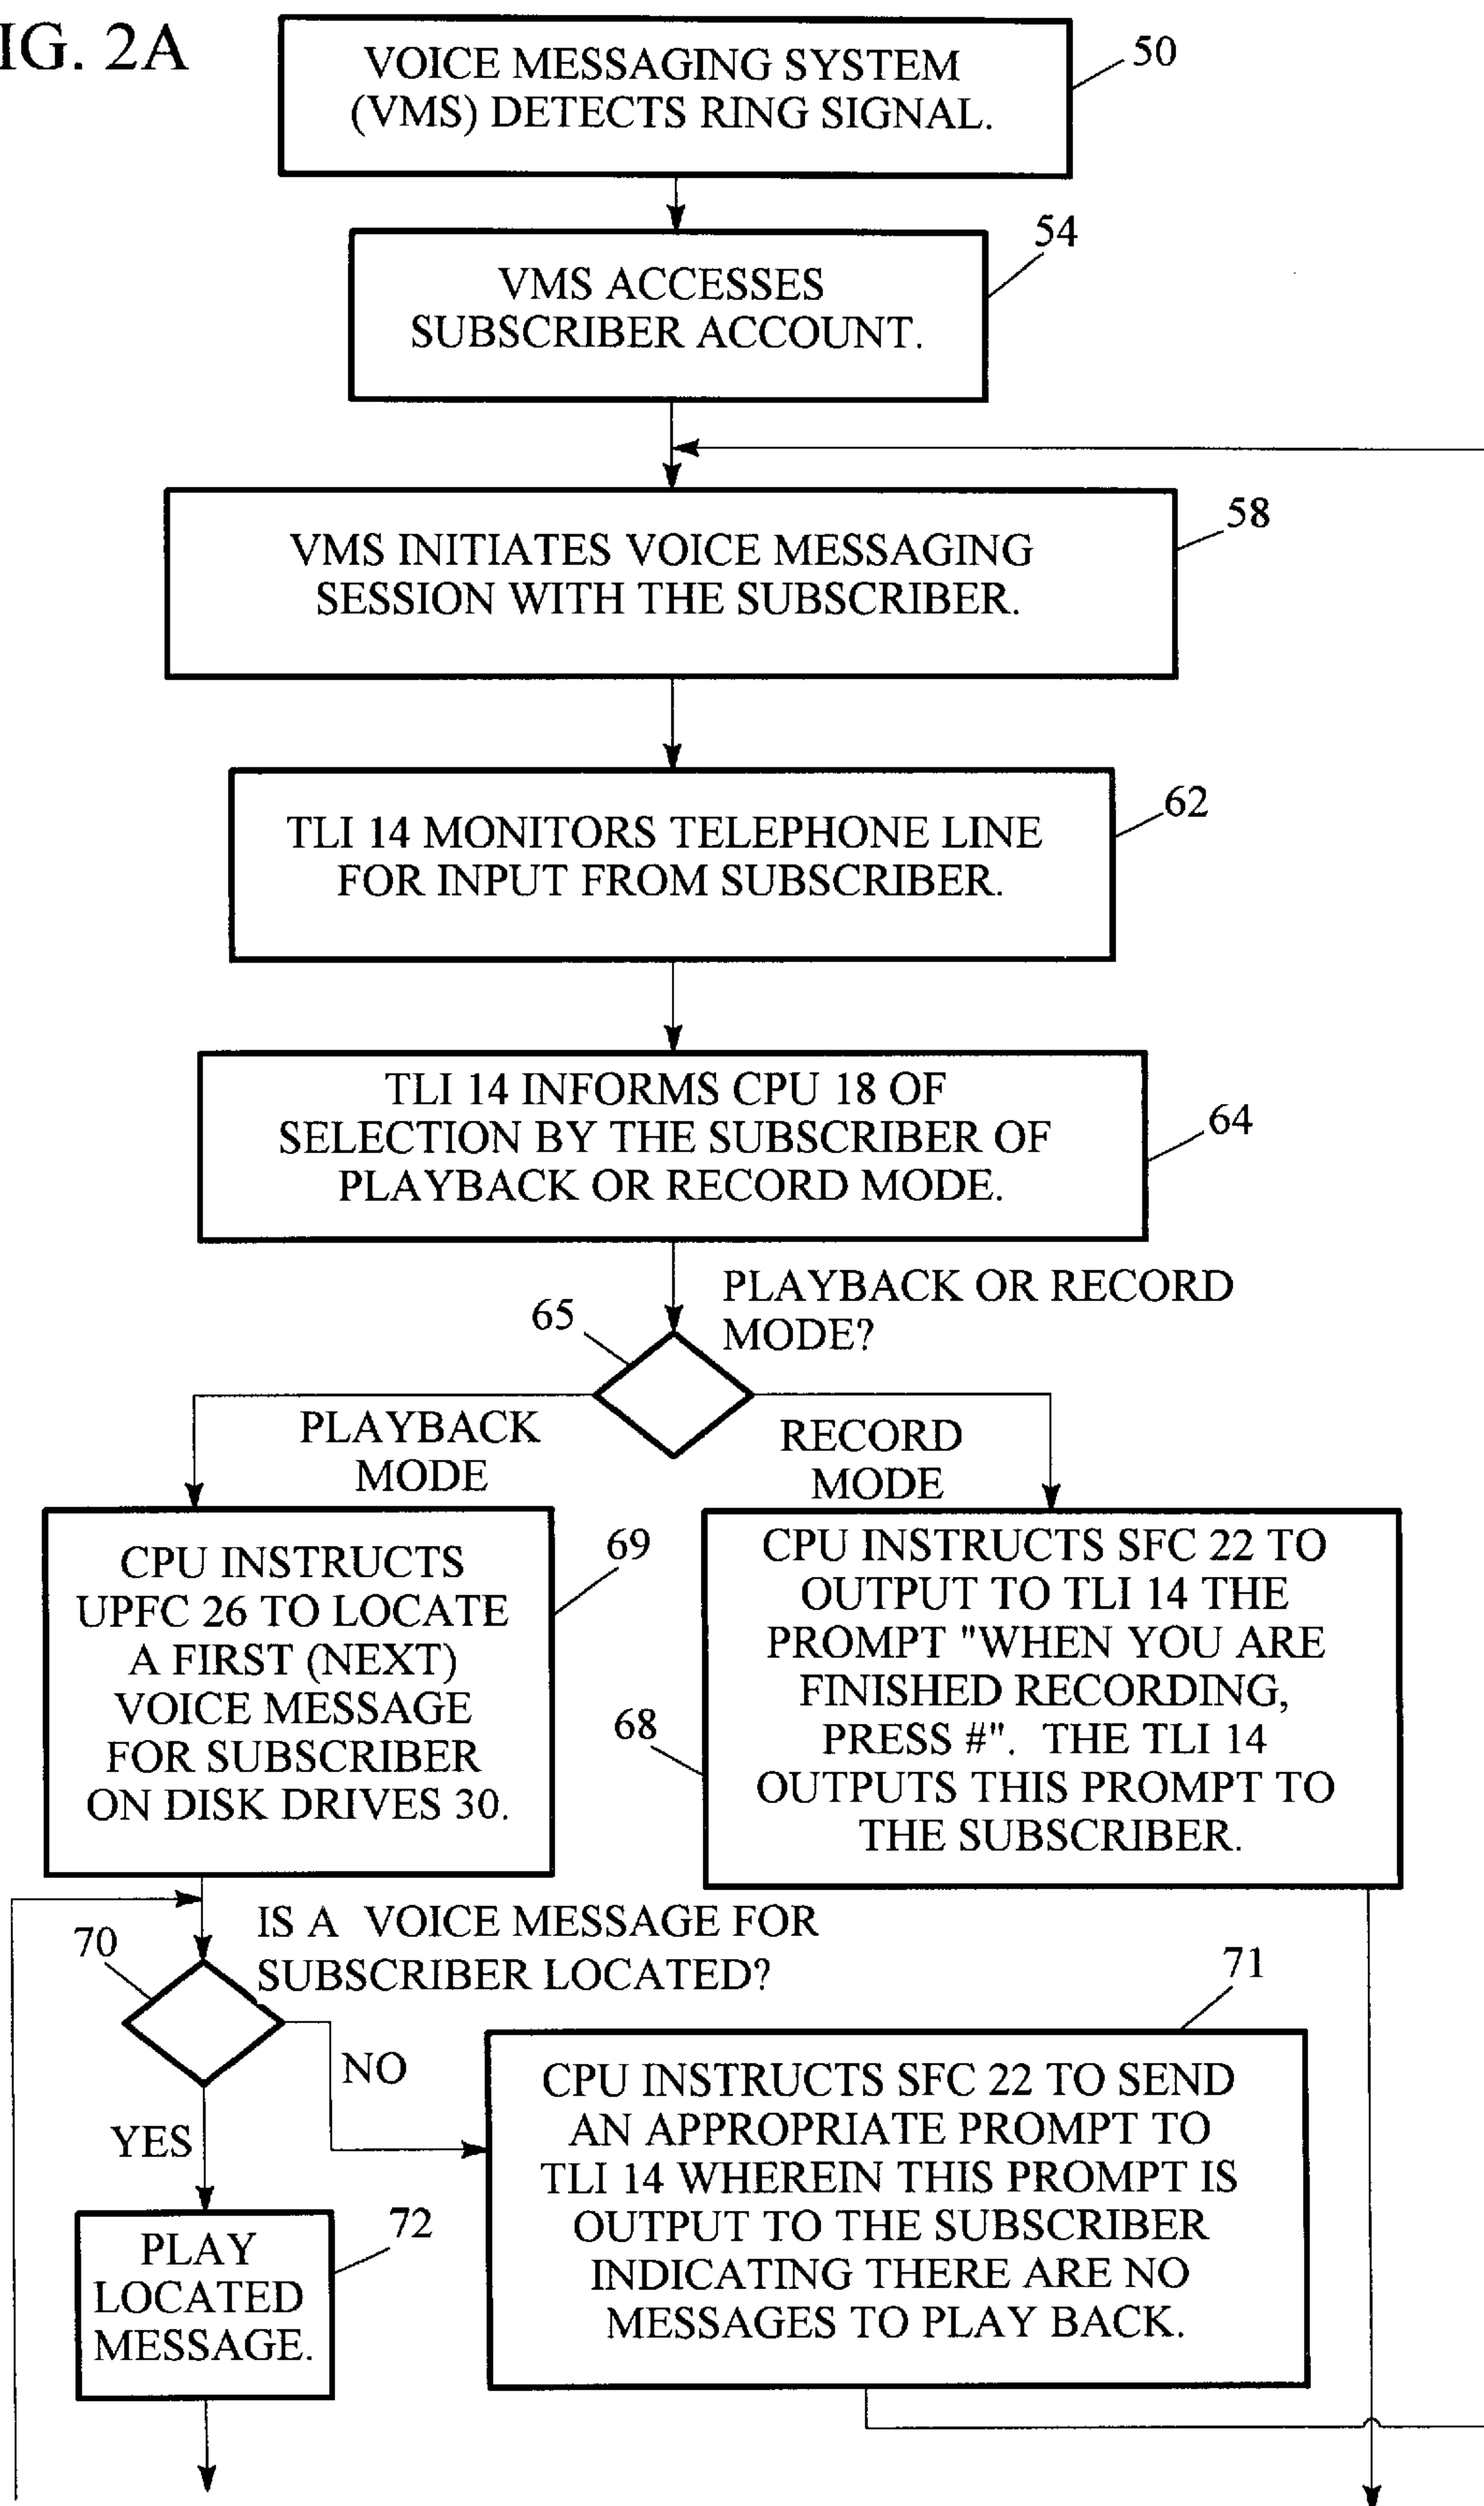 IG. 2A
VOICE MESSAGING SYSTEM
(VMS) DETECTS RING SIGNAL.
50
VMS ACCESSES
SUBSCRIBER ACCOUNT.
54
VMS INITIATES VOICE MESSAGING
SESSION WITH THE SUBSCRIBER.
58
TLI 14 MONITORS TELEPHONE LINE
FOR INPUT FROM SUBSCRIBER.
62
TLI 14 INFORMS CPU 18 OF
SELECTION BY THE SUBSCRIBER OF
PLAYBACK OR RECORD MODE.
64
PLAYBACK OR RECORD
MODE?
65
PLAYBACK
MODE
RECORD
MODE
CPU INSTRUCTS
UPFC 26 TO LOCATE
A FIRST (NEXT)
VOICE MESSAGE
FOR SUBSCRIBER
ON DISK DRIVES 30.
69
CPU INSTRUCTS SFC 22 TO
OUTPUT TO TLI 14 THE
PROMPT "WHEN YOU ARE
FINISHED RECORDING,
PRESS #". THE TLI 14
OUTPUTS THIS PROMPT TO
THE SUBSCRIBER.
68
IS A VOICE MESSAGE FOR
SUBSCRIBER LOCATED?
70
NO
YES
71
CPU INSTRUCTS SFC 22 TO SEND
AN APPROPRIATE PROMPT TO
TLI 14 WHEREIN THIS PROMPT IS
OUTPUT TO THE SUBSCRIBER
INDICATING THERE ARE NO
MESSAGES TO PLAY BACK.
PLAY
LOCATED
MESSAGE.
72